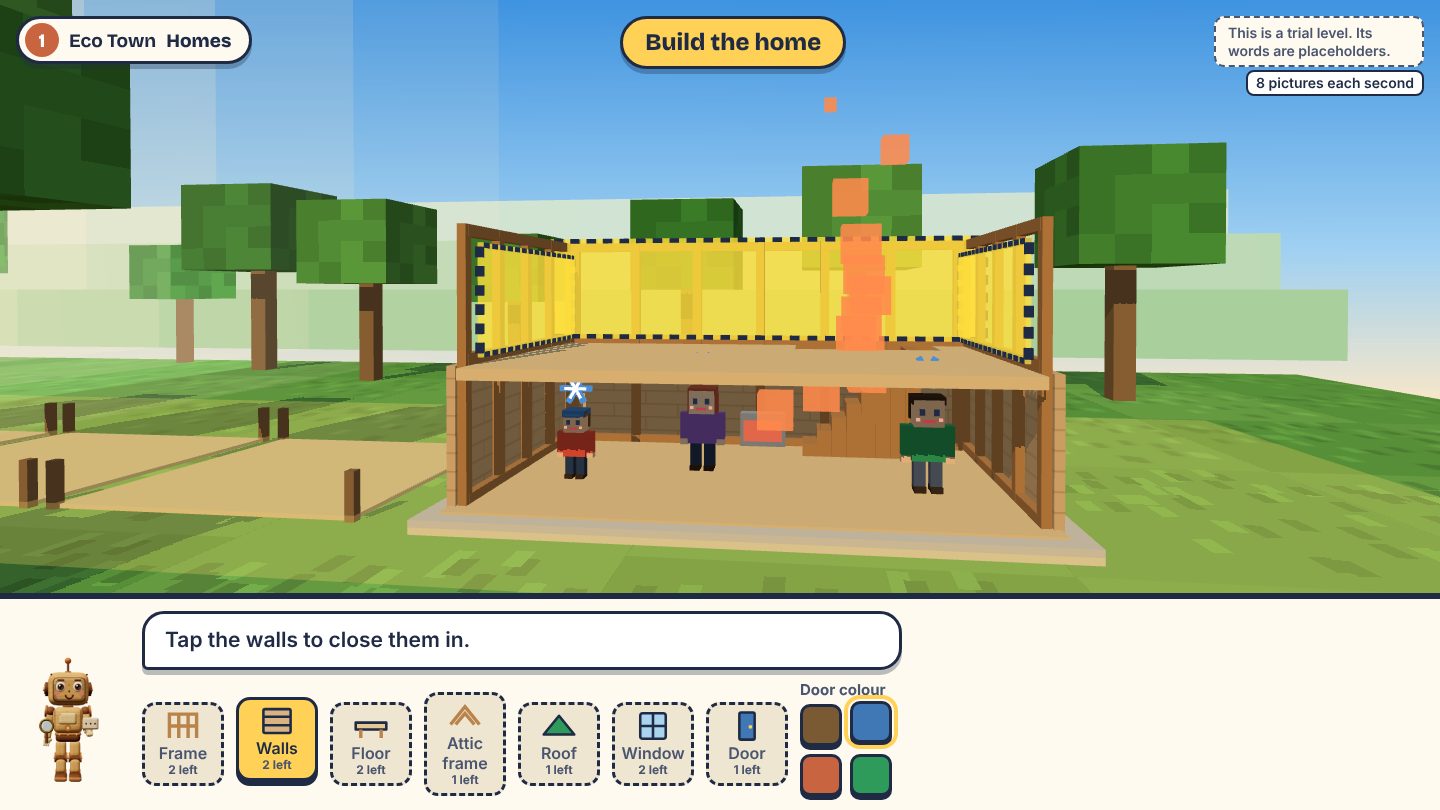 1 Eco Town Homes
Build the home
This is a trial level. Its
words are placeholders.
8 pictures each second
Tap the walls to close them in.
Door colour
Frame
2 left
Walls
2 left
Floor
2 left
Attic
frame
1 left
Roof
1 left
Window
2 left
Door
1 left